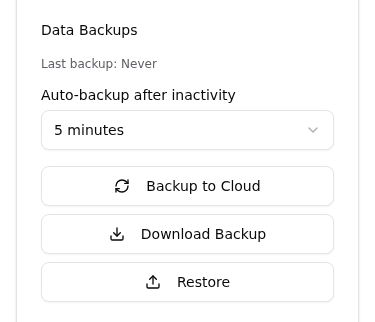 Data Backups
Last backup: Never
Auto-backup after inactivity
5 minutes
Backup to Cloud
Download Backup
Restore